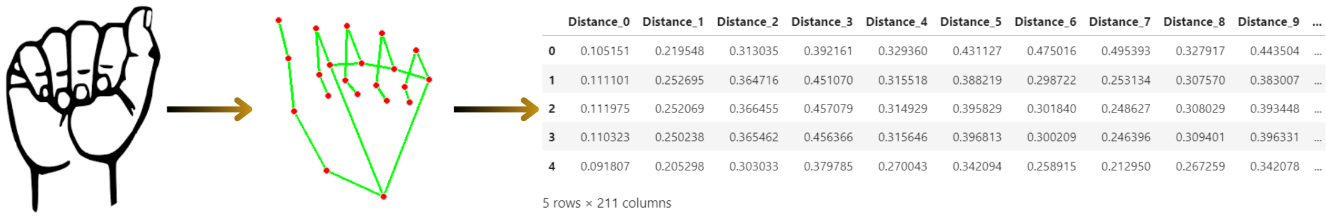 Distance_0 Distance_1 Distance_2 Distance_3 Distance_4 Distance_5 Distance_6 Distance_7 Distance_8 Distance_9 ...
0 0.105151 0.219548 0.313035 0.392161 0.329360 0.431127 0.475016 0.495393 0.327917 0.443504 ...
1 0.111101 0.252695 0.364716 0.451070 0.315518 0.388219 0.298722 0.253134 0.307570 0.383007 ...
2 0.111975 0.252069 0.366455 0.457079 0.314929 0.395829 0.301840 0.248627 0.308029 0.393448 ...
3 0.110323 0.250238 0.365462 0.456366 0.315646 0.396813 0.300209 0.246396 0.309401 0.396331 ...
4 0.091807 0.205298 0.303033 0.379785 0.270043 0.342094 0.258915 0.212950 0.267259 0.342078 ...
5 rows × 211 columns